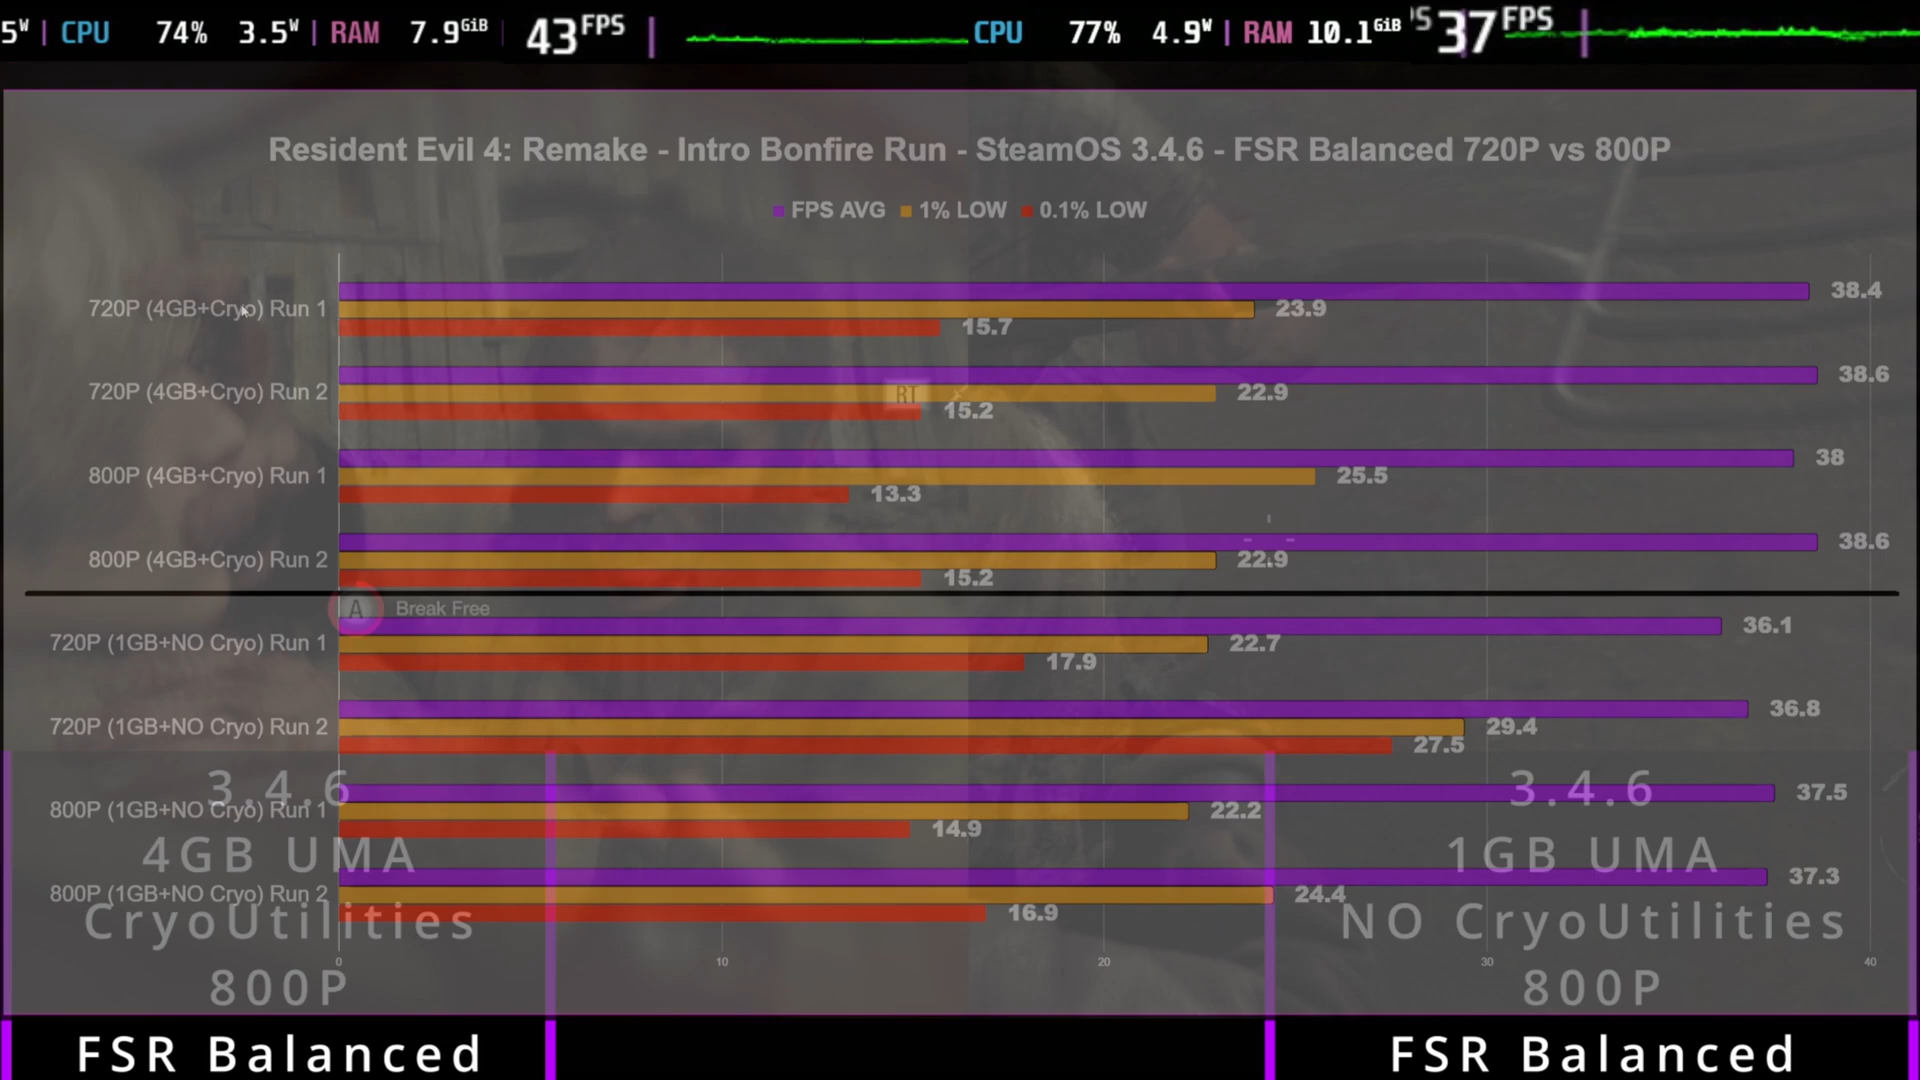 5W | CPU 74% 3.5W | RAM 7.9GiB 43FPS CPU 77% 4.9W | RAM 10.1GiB PS 37FPS
Resident Evil 4: Remake - Intro Bonfire Run - SteamOS 3.4.6 - FSR Balanced 720P vs 800P
FPS AVG 1% LOW 0.1% LOW
38.4
720P (4GB+Cryo) Run 1 23.9
15.7
38.6
720P (4GB+Cryo) Run 2 RT 22.9
15.2
38
800P (4GB+Cryo) Run 1 25.5
13.3
38.6
800P (4GB+Cryo) Run 2 22.9
15.2
A Break Free
36.1
720P (1GB+NO Cryo) Run 1 22.7
17.9
36.8
720P (1GB+NO Cryo) Run 2 29.4
27.5
3.4.6 3.4.6
37.5
800P (1GB+NO Cryo) Run 1 22.2
14.9
4GB UMA 1GB UMA
37.3
800P (1GB+NO Cryo) Run 2 24.4
16.9
CryoUtilities NO CryoUtilities
0 10 20 30 40
800P 800P
FSR Balanced FSR Balanced